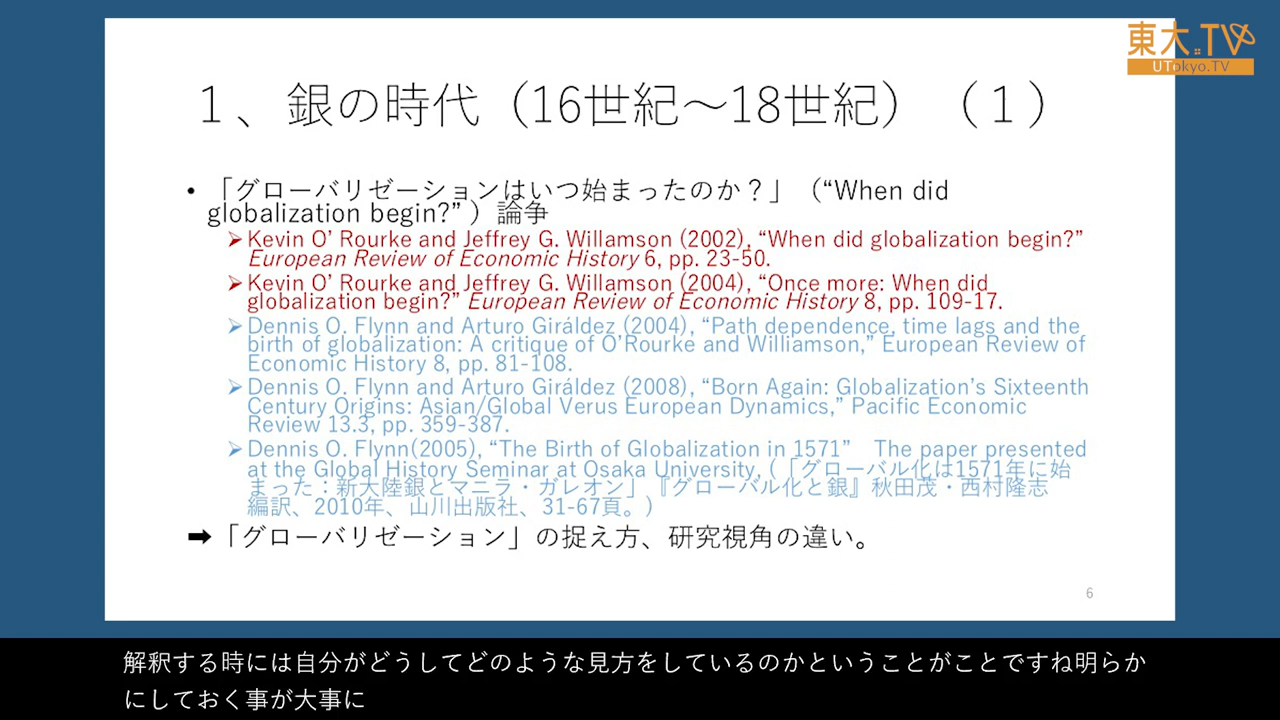 東大.TV
UTokyo.TV
１、銀の時代（16世紀～18世紀）（１）
• 「グローバリゼーションはいつ始まったのか？」（“When did
globalization begin?”）論争
➢ Kevin O’ Rourke and Jeffrey G. Willamson (2002), “When did globalization begin?”
European Review of Economic History 6, pp. 23-50.
➢ Kevin O’ Rourke and Jeffrey G. Willamson (2004), “Once more: When did
globalization begin?” European Review of Economic History 8, pp. 109-17.
➢ Dennis O. Flynn and Arturo Giráldez (2004), “Path dependence, time lags and the
birth of globalization: A critique of O’Rourke and Williamson,” European Review of
Economic History 8, pp. 81-108.
➢ Dennis O. Flynn and Arturo Giráldez (2008), “Born Again: Globalization’s Sixteenth
Century Origins: Asian/Global Verus European Dynamics,” Pacific Economic
Review 13.3, pp. 359-387.
➢ Dennis O. Flynn(2005), “The Birth of Globalization in 1571”　The paper presented
at the Global History Seminar at Osaka University,（「グローバル化は1571年に始
まった：新大陸銀とマニラ・ガレオン」『グローバル化と銀』秋田茂・西村隆志
編訳、2010年、山川出版社、31-67頁。）
➡「グローバリゼーション」の捉え方、研究視角の違い。
6
解釈する時には自分がどうしてどのような見方をしているのかということがことですね明らか
にしておく事が大事に